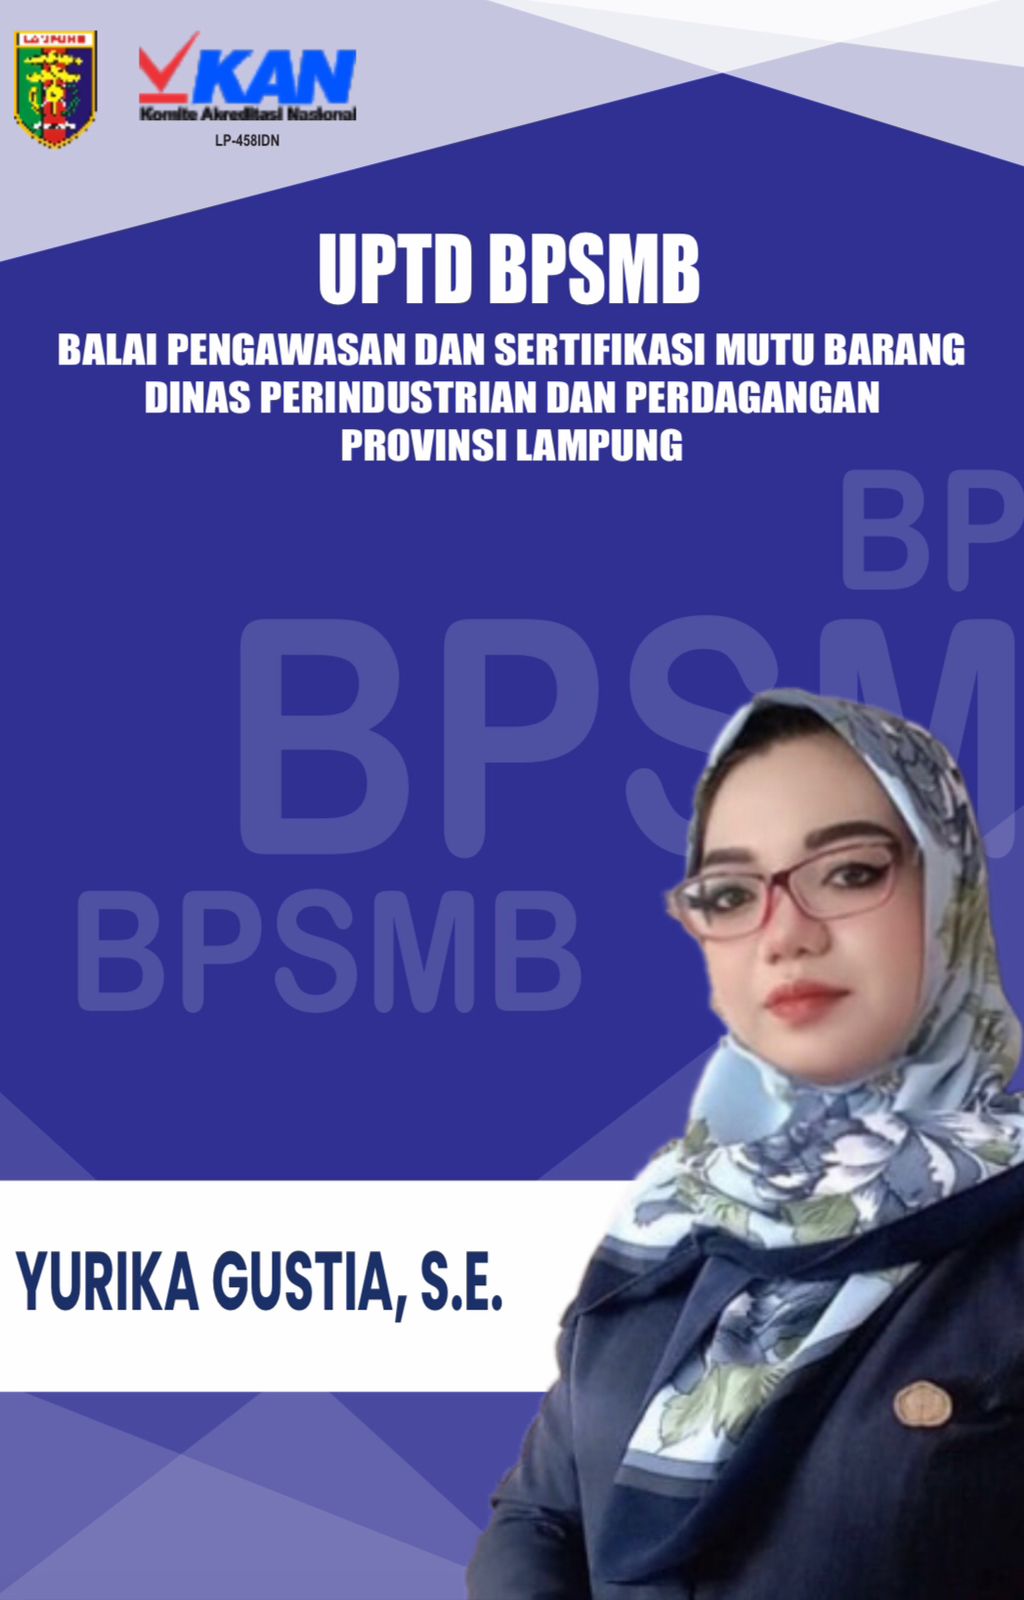 LAMPUNG
KAN
Komite Akreditasi Nasional
LP-458IDN
UPTD BPSMB
BALAI PENGAWASAN DAN SERTIFIKASI MUTU BARANG
DINAS PERINDUSTRIAN DAN PERDAGANGAN
PROVINSI LAMPUNG
BP
BPSM
BPSMB
YURIKA GUSTIA, S.E.